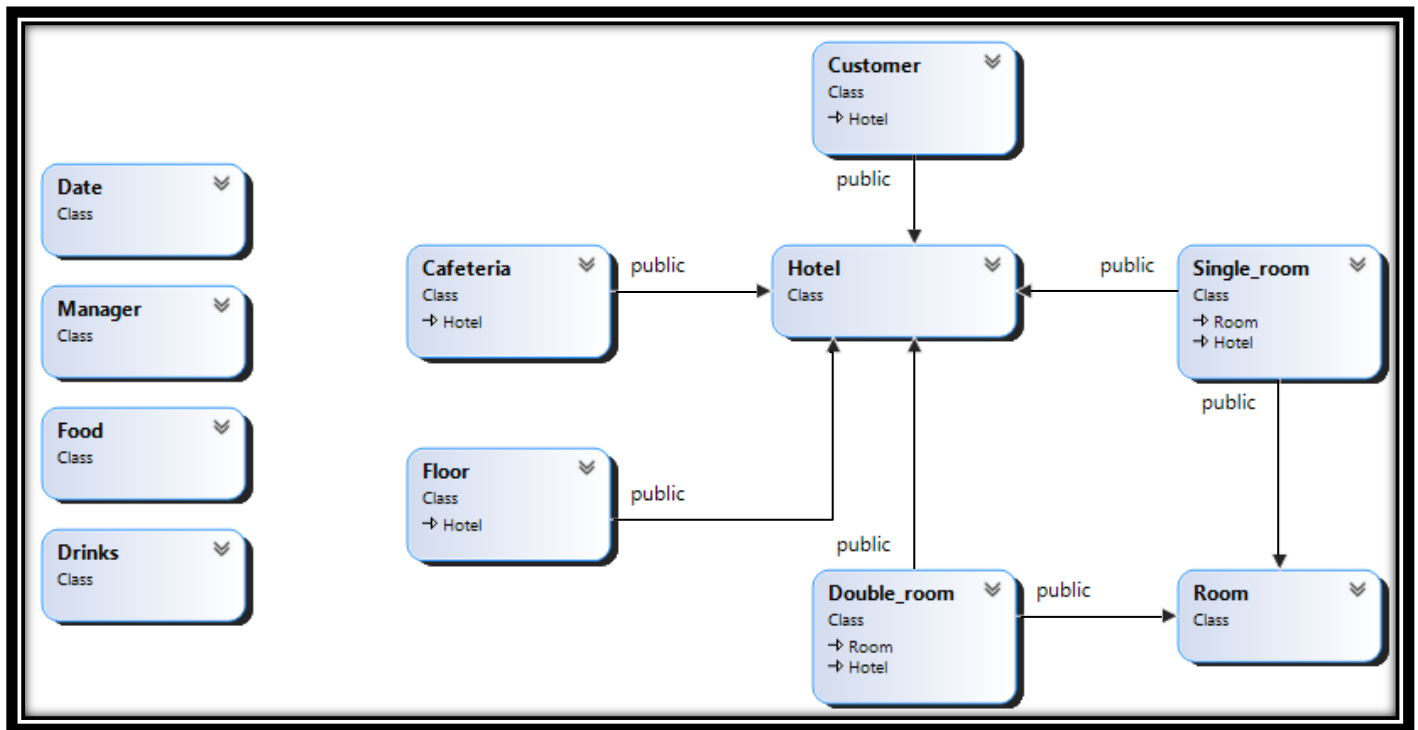 Customer
Class
Hotel
public
Date
Class
Manager
Class
Food
Class
Drinks
Class
Cafeteria
Class
Hotel
public
Hotel
Class
public
Single_room
Class
Room
Hotel
public
Floor
Class
Hotel
public
public
Double_room
Class
Room
Hotel
public
Room
Class